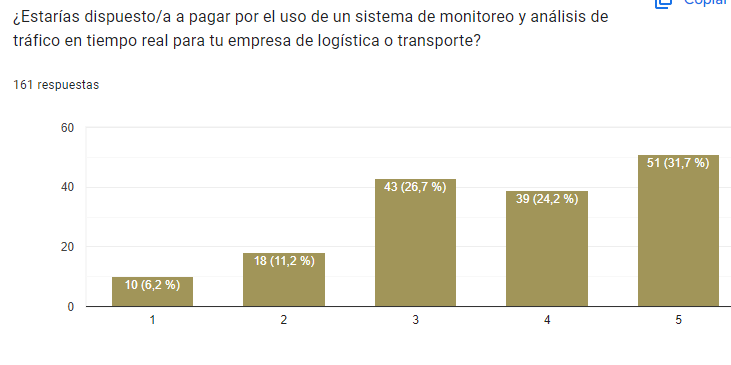 Copiar
¿Estarías dispuesto/a a pagar por el uso de un sistema de monitoreo y análisis de
tráfico en tiempo real para tu empresa de logística o transporte?
161 respuestas
60
40
20
0
10 (6,2 %)
18 (11,2 %)
43 (26,7 %)
39 (24,2 %)
51 (31,7 %)
1
2
3
4
5